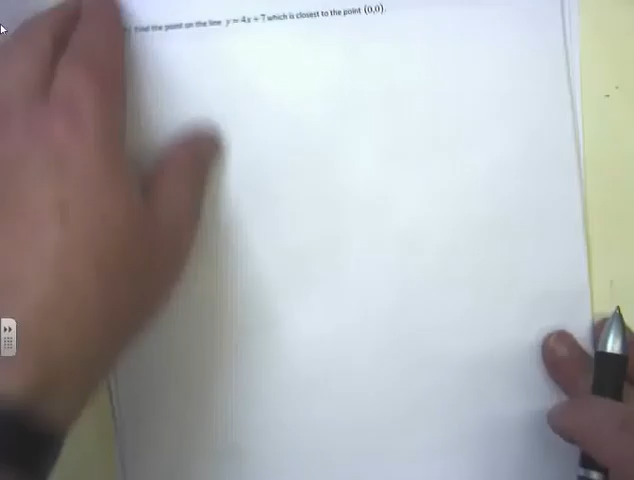 Find the point on the line y = 4x + 7 which is closest to the point (0,0).